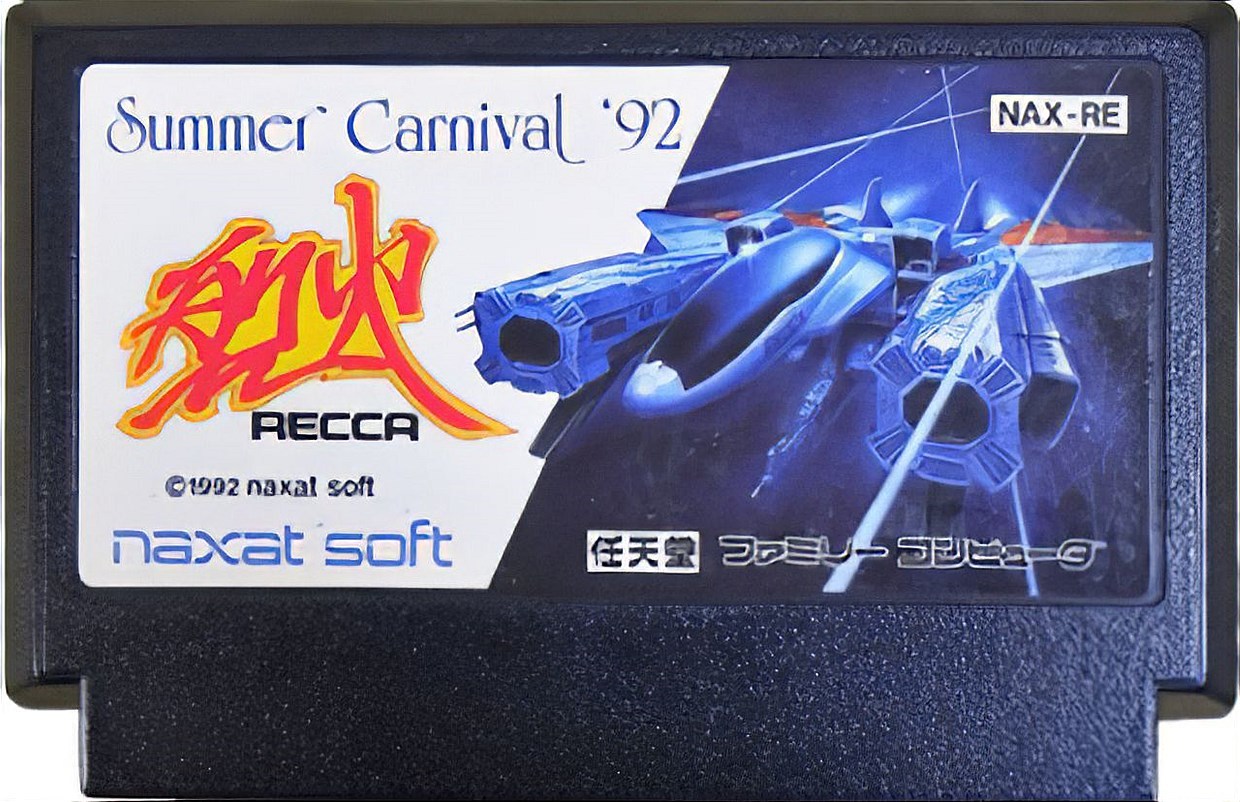 Summer Carnival '92
NAX-RE
烈火
RECCA
©1992 naxat soft
naxat soft
任天堂 ファミリー コンピュータ